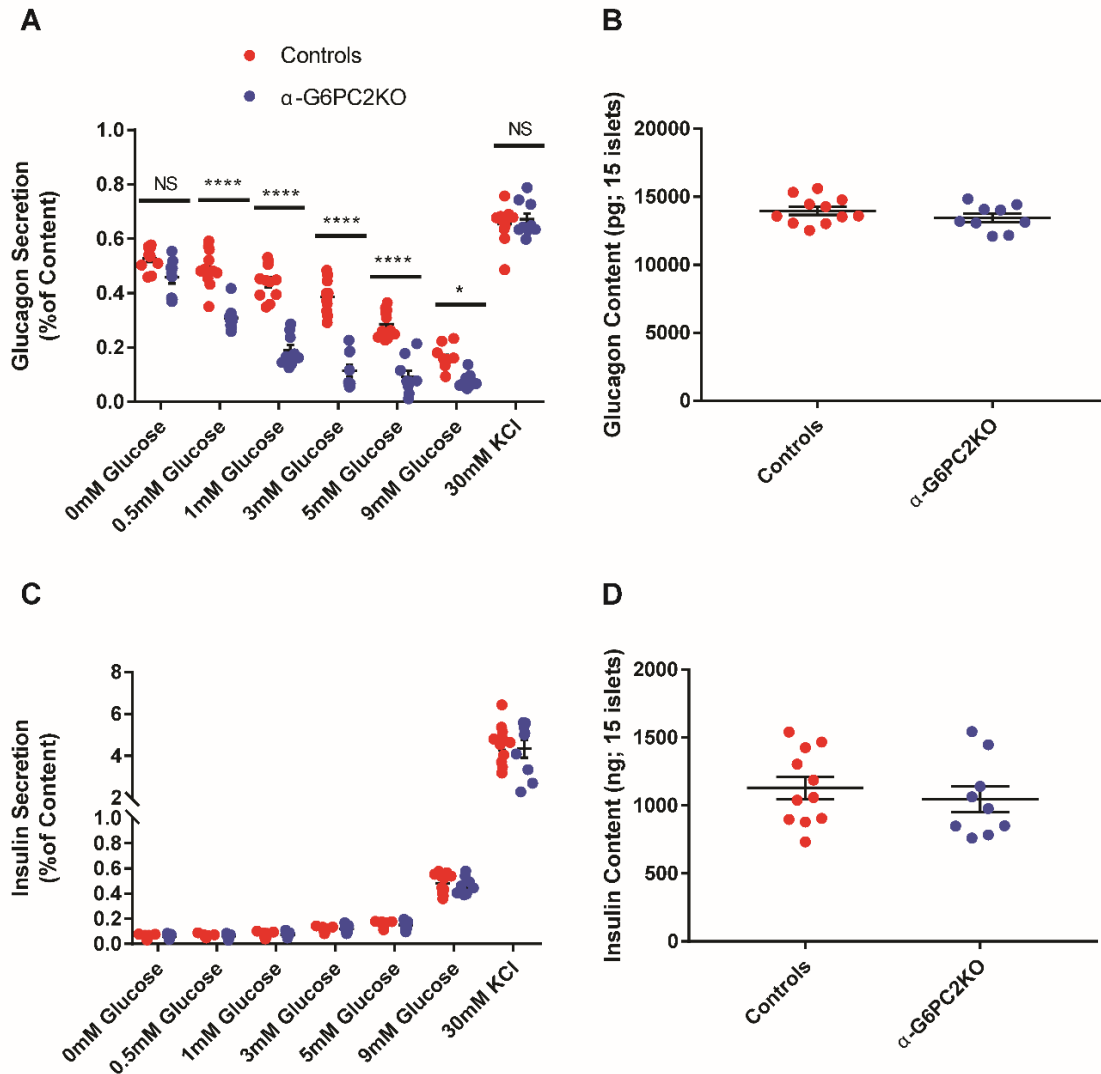 A
Controls
α-G6PC2KO
Glucagon Secretion
(%of Content)
1.0
0.8
0.6
0.4
0.2
0.0
NS
****
****
****
****
*
NS
0mM Glucose
0.5mM Glucose
1mM Glucose
3mM Glucose
5mM Glucose
9mM Glucose
30mM KCl
B
Glucagon Content (pg; 15 islets)
20000
15000
10000
5000
0
Controls
α-G6PC2KO
C
Insulin Secretion
(%of Content)
8
6
4
2
1.0
0.8
0.6
0.4
0.2
0.0
0mM Glucose
0.5mM Glucose
1mM Glucose
3mM Glucose
5mM Glucose
9mM Glucose
30mM KCl
D
Insulin Content (ng; 15 islets)
2000
1500
1000
500
0
Controls
α-G6PC2KO